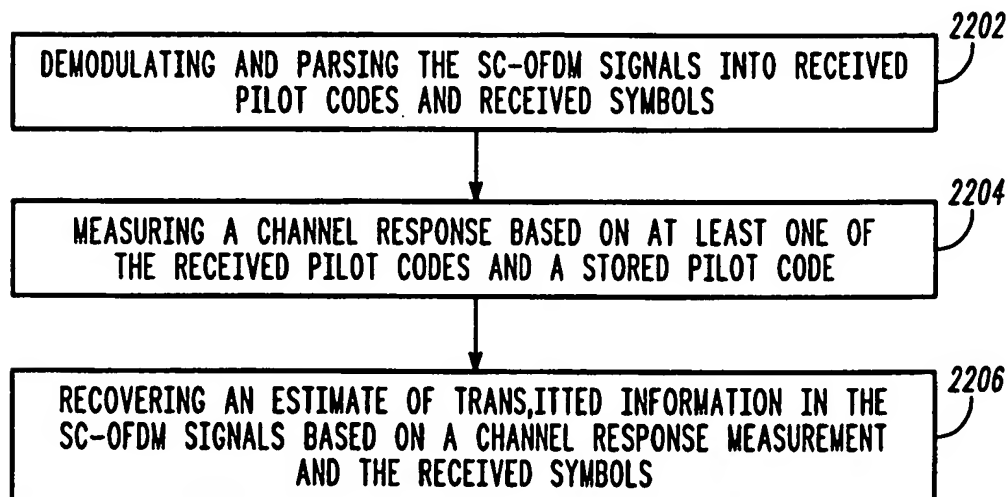 2202
DEMODULATING AND PARSING THE SC-OFDM SIGNALS INTO RECEIVED
PILOT CODES AND RECEIVED SYMBOLS
2204
MEASURING A CHANNEL RESPONSE BASED ON AT LEAST ONE OF
THE RECEIVED PILOT CODES AND A STORED PILOT CODE
2206
RECOVERING AN ESTIMATE OF TRANS,ITTED INFORMATION IN THE
SC-OFDM SIGNALS BASED ON A CHANNEL RESPONSE MEASUREMENT
AND THE RECEIVED SYMBOLS